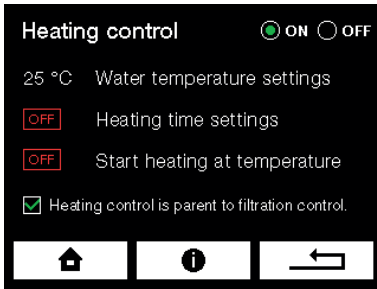 Heating control ON OFF
25 °C Water temperature settings
OFF Heating time settings
OFF Start heating at temperature
Heating control is parent to filtration control.